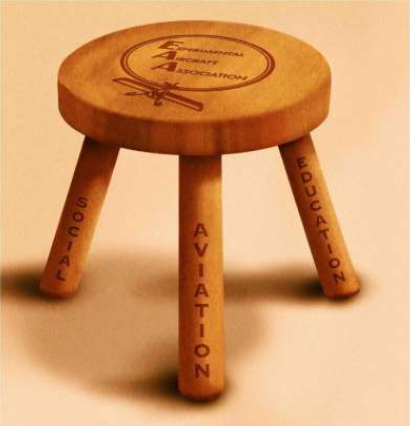 EXPERIMENTAL
AIRCRAFT
ASSOCIATION
SOCIAL
AVIATION
EDUCATION